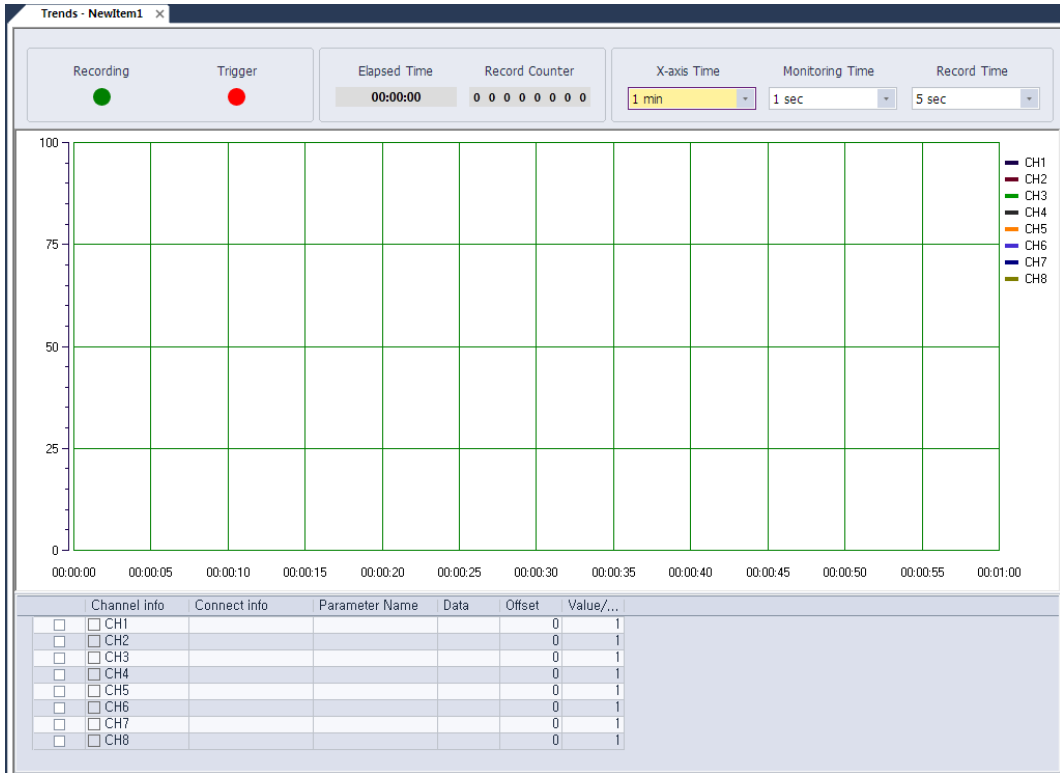 Trends - NewItem1 ×
Recording Trigger Elapsed Time Record Counter X-axis Time Monitoring Time Record Time
00:00:00 0 0 0 0 0 0 0 0 1 min 1 sec 5 sec
100
75
50
25
0
CH1
CH2
CH3
CH4
CH5
CH6
CH7
CH8
00:00:00 00:00:05 00:00:10 00:00:15 00:00:20 00:00:25 00:00:30 00:00:35 00:00:40 00:00:45 00:00:50 00:00:55 00:01:00
Channel info Connect info Parameter Name Data Offset Value/...
CH1 0 1
CH2 0 1
CH3 0 1
CH4 0 1
CH5 0 1
CH6 0 1
CH7 0 1
CH8 0 1